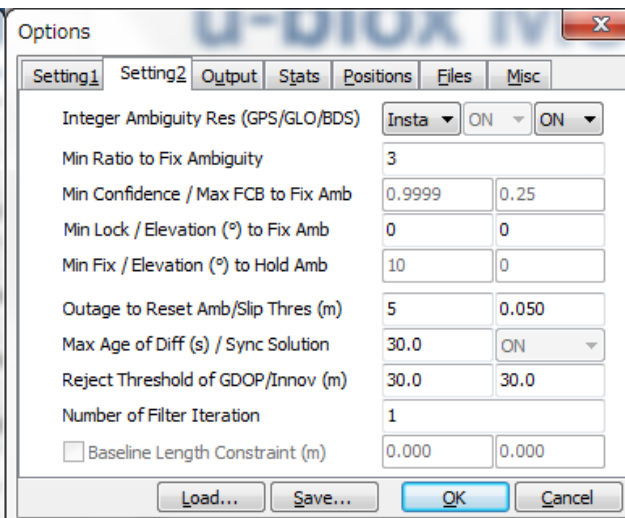 Options
Setting1 Setting2 Output Stats Positions Files Misc
Integer Ambiguity Res (GPS/GLO/BDS) Insta ON ON
Min Ratio to Fix Ambiguity 3
Min Confidence / Max FCB to Fix Amb 0.9999 0.25
Min Lock / Elevation (°) to Fix Amb 0 0
Min Fix / Elevation (°) to Hold Amb 10 0
Outage to Reset Amb/Slip Thres (m) 5 0.050
Max Age of Diff (s) / Sync Solution 30.0 ON
Reject Threshold of GDOP/Innov (m) 30.0 30.0
Number of Filter Iteration 1
Baseline Length Constraint (m) 0.000 0.000
Load... Save... OK Cancel